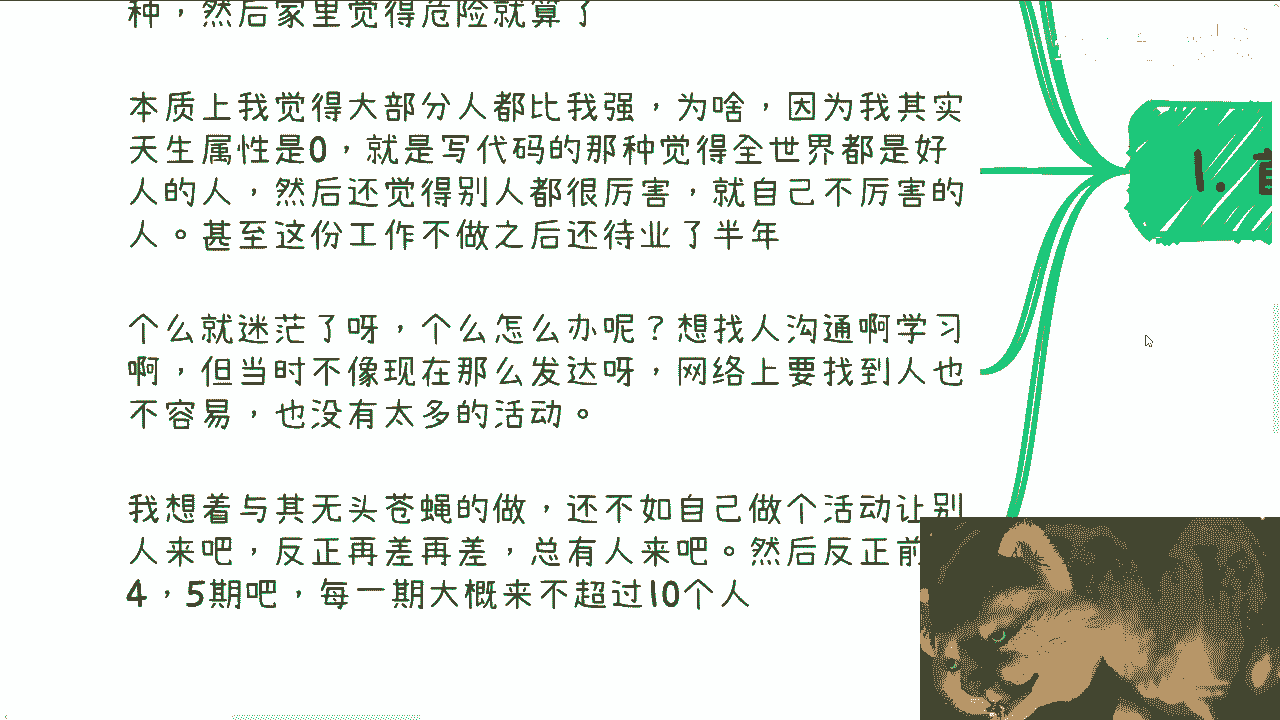 种，然后家里觉得危险就算了
本质上我觉得大部分人都比我强，为啥，因为我其实
天生属性是0，就是写代码的那种觉得全世界都是好
人的人，然后还觉得别人都很厉害，就自己不厉害的
人。甚至这份工作不做之后还待业了半年
个么就迷茫了呀，个么怎么办呢？想找人沟通啊学习
啊，但当时不像现在那么发达呀，网络上要找到人也
不容易，也没有太多的活动。
我想着与其无头苍蝇的做，还不如自己做个活动让别
人来吧，反正再差再差，总有人来吧。然后反正前
4，5期吧，每一期大概来不超过10个人
1.